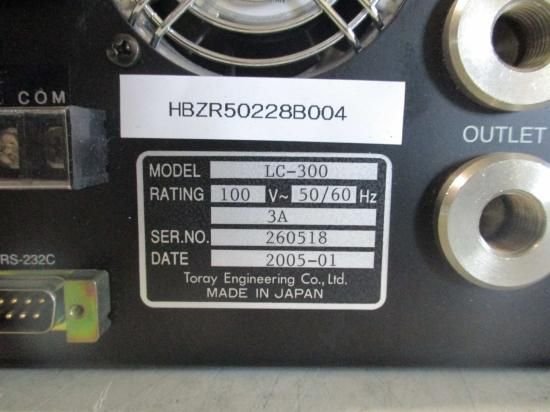 COM
HBZR50228B004
OUTLET
MODEL LC-300
RATING 100 V~ 50/60 Hz
3A
SER.NO. 260518
DATE 2005-01
Toray Engineering Co., Ltd.
MADE IN JAPAN
RS-232C